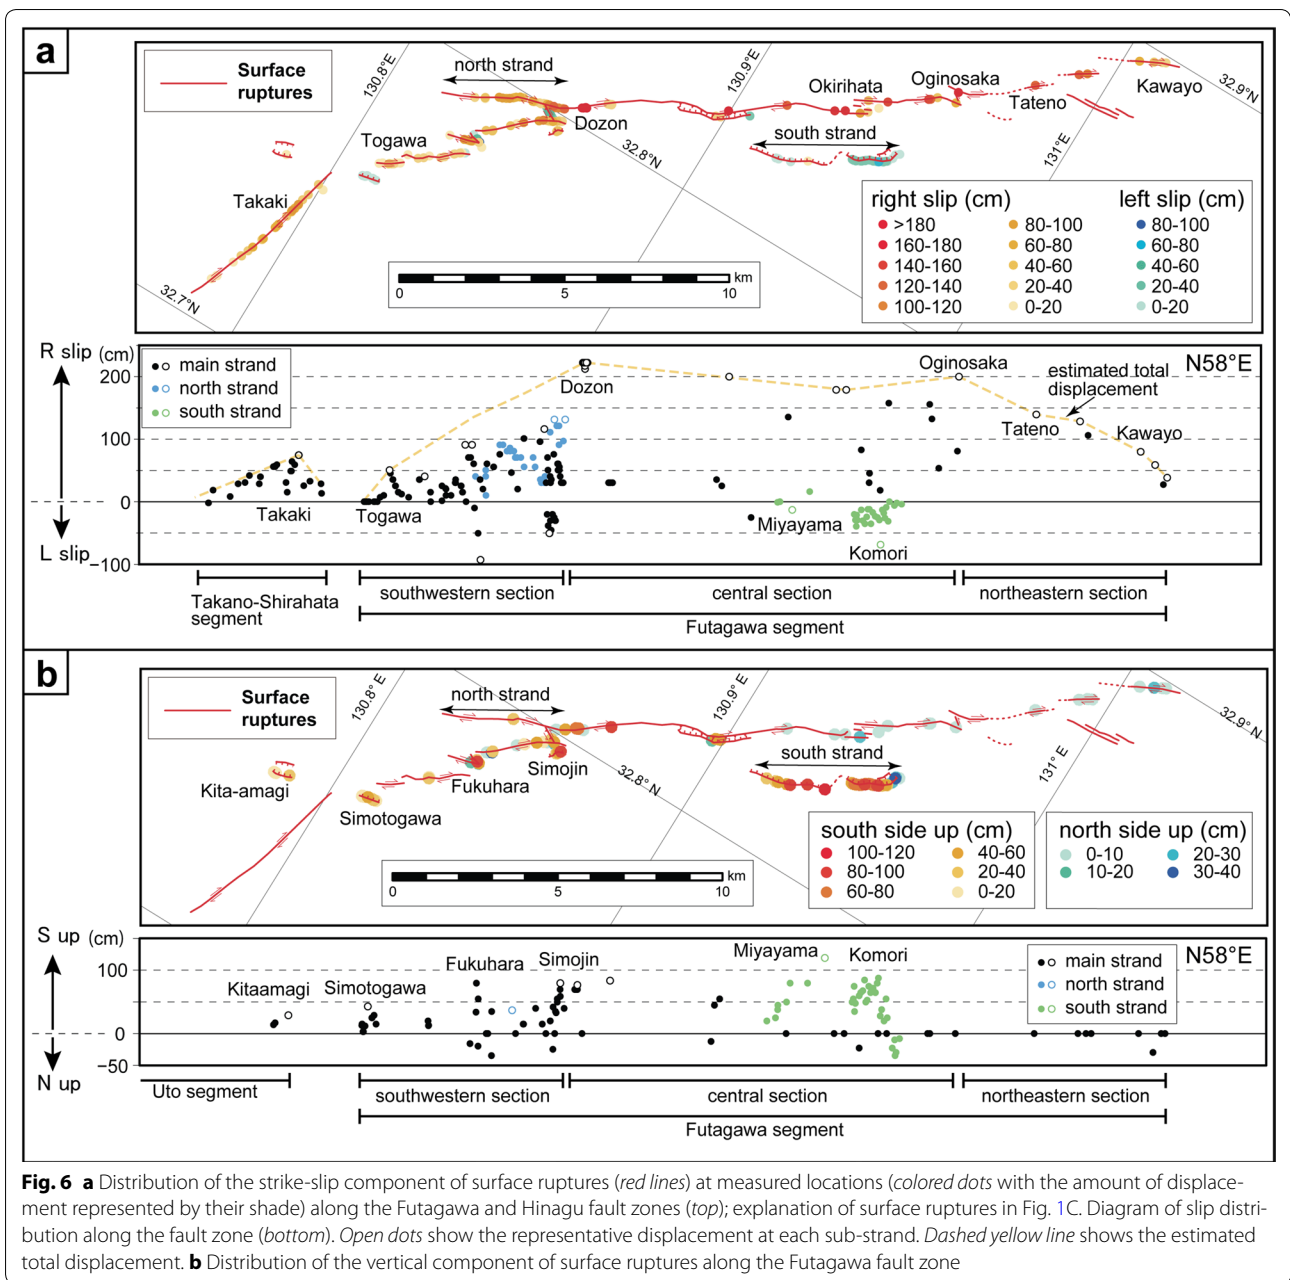 a
Surface
ruptures
130.8°E
north strand
130.9°E
Okirihata
Oginosaka
Tateno
Kawayo
32.9°N
Dozon
Togawa
32.8°N
south strand
131°E
Takaki
32.7°N
km
0
5
10
right slip (cm)
left slip (cm)
>180
80-100
80-100
160-180
60-80
60-80
140-160
40-60
40-60
120-140
20-40
20-40
100-120
0-20
0-20
R slip (cm)
L slip
200
100
0
−100
main strand
north strand
south strand
N58°E
Dozon
Oginosaka
estimated total
displacement
Tateno
Kawayo
Takaki
Togawa
Miyayama
Komori
Takano-Shirahata
segment
southwestern section
central section
northeastern section
Futagawa segment
b
Surface
ruptures
130.8° E
north strand
130.9° E
32.9° N
Kita-amagi
Simotogawa
Fukuhara
Simojin
32.8° N
south strand
131° E
km
0
5
10
south side up (cm)
100-120
40-60
80-100
20-40
60-80
0-20
north side up (cm)
0-10
20-30
10-20
30-40
S up (cm)
N up
100
0
−50
Kitaamagi
Simotogawa
Fukuhara
Simojin
Miyayama
Komori
main strand
north strand
south strand
N58°E
Uto segment
southwestern section
central section
northeastern section
Futagawa segment
Fig. 6 a Distribution of the strike-slip component of surface ruptures (red lines) at measured locations (colored dots with the amount of displace-
ment represented by their shade) along the Futagawa and Hinagu fault zones (top); explanation of surface ruptures in Fig. 1C. Diagram of slip distri-
bution along the fault zone (bottom). Open dots show the representative displacement at each sub-strand. Dashed yellow line shows the estimated
total displacement. b Distribution of the vertical component of surface ruptures along the Futagawa fault zone